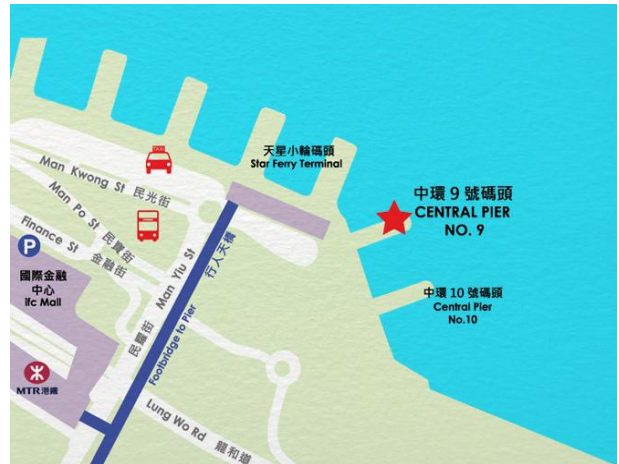 天星小輪碼頭
Star Ferry Terminal
TAXI
Man Kwong St 民光街
中環 9 號碼頭
CENTRAL PIER
NO. 9
Man Po St 民寶街
Finance St 金融街
P
國際金融
中心
ifc Mall
民耀街 Man Yiu St
行人天橋
Footbridge to Pier
中環 10 號碼頭
Central Pier
No.10
MTR港鐵
Lung Wo Rd 龍和道